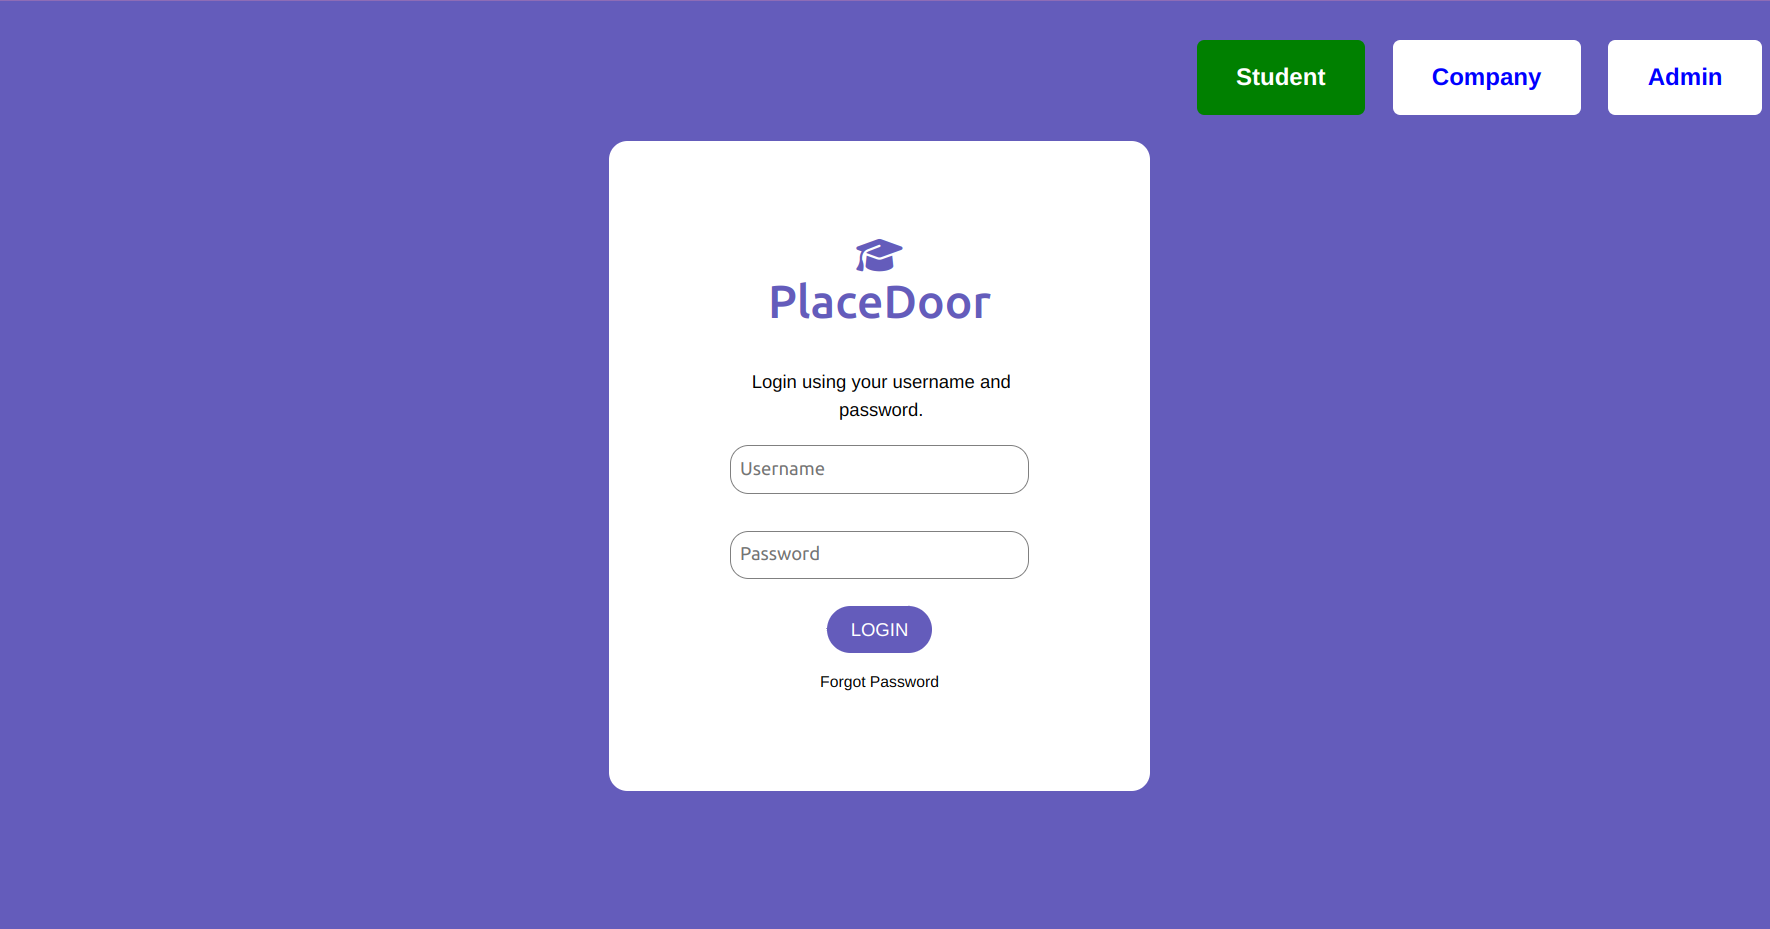 Student
Company
Admin
PlaceDoor
Login using your username and
password.
Username
Password
LOGIN
Forgot Password